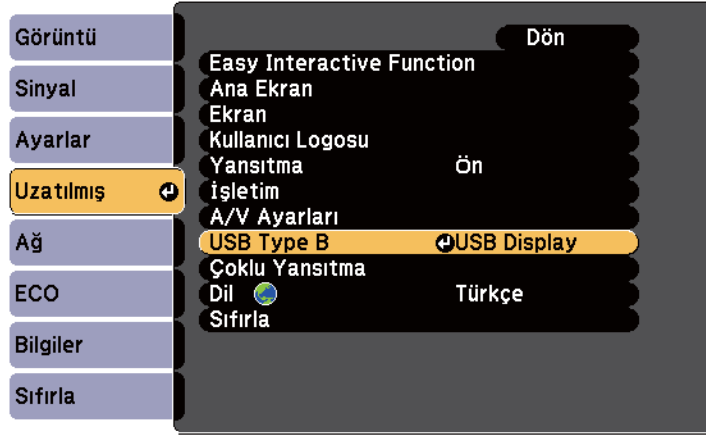 Görüntü
Sinyal
Ayarlar
Uzatılmış
Ağ
ECO
Bilgiler
Sıfırla
Dön
Easy Interactive Function
Ana Ekran
Ekran
Kullanıcı Logosu
Yansıtma Ön
İşletim
A/V Ayarları
USB Type B USB Display
Çoklu Yansıtma
Dil Türkçe
Sıfırla